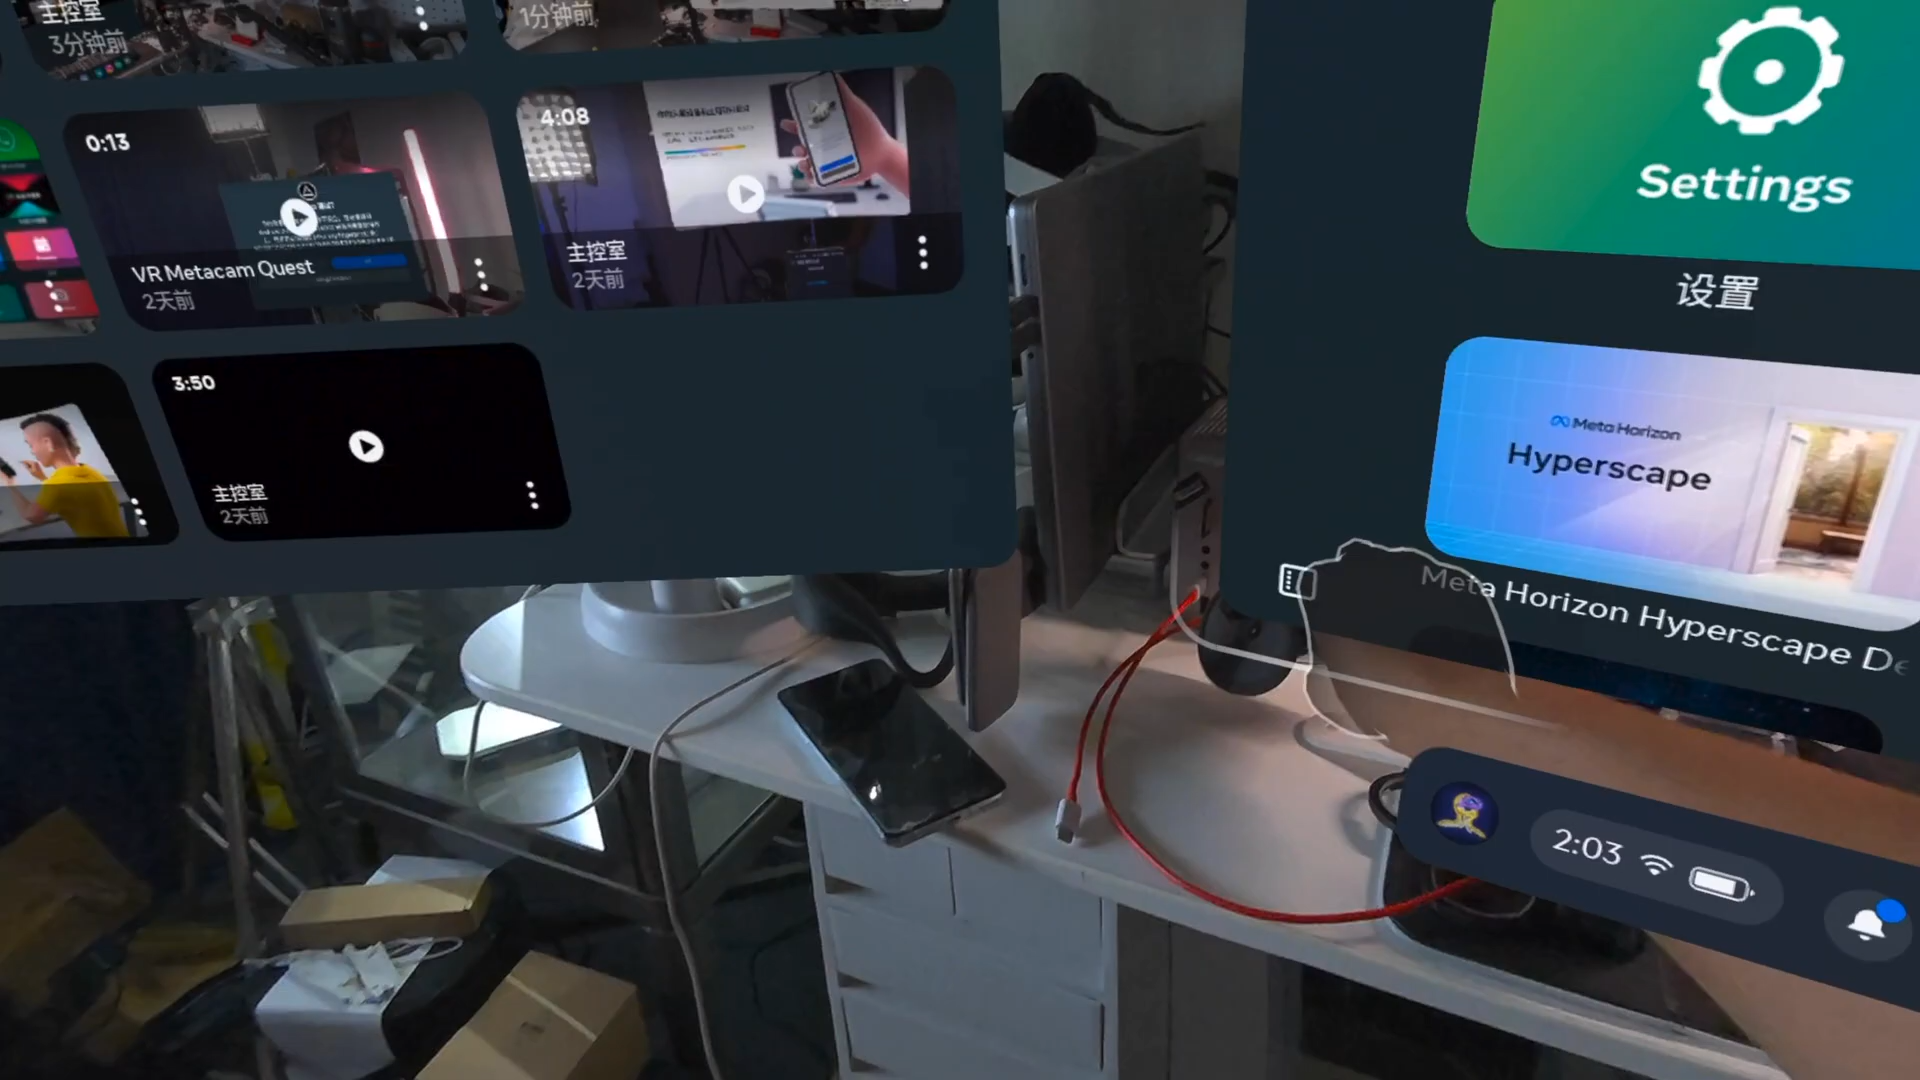 主控室
3分钟前
1分钟前
0:13
VR Metacam Quest
2天前
4:08
主控室
2天前
3:50
主控室
2天前
Settings
设置
Meta Horizon
Hyperscape
Meta Horizon Hyperscape De
2:03